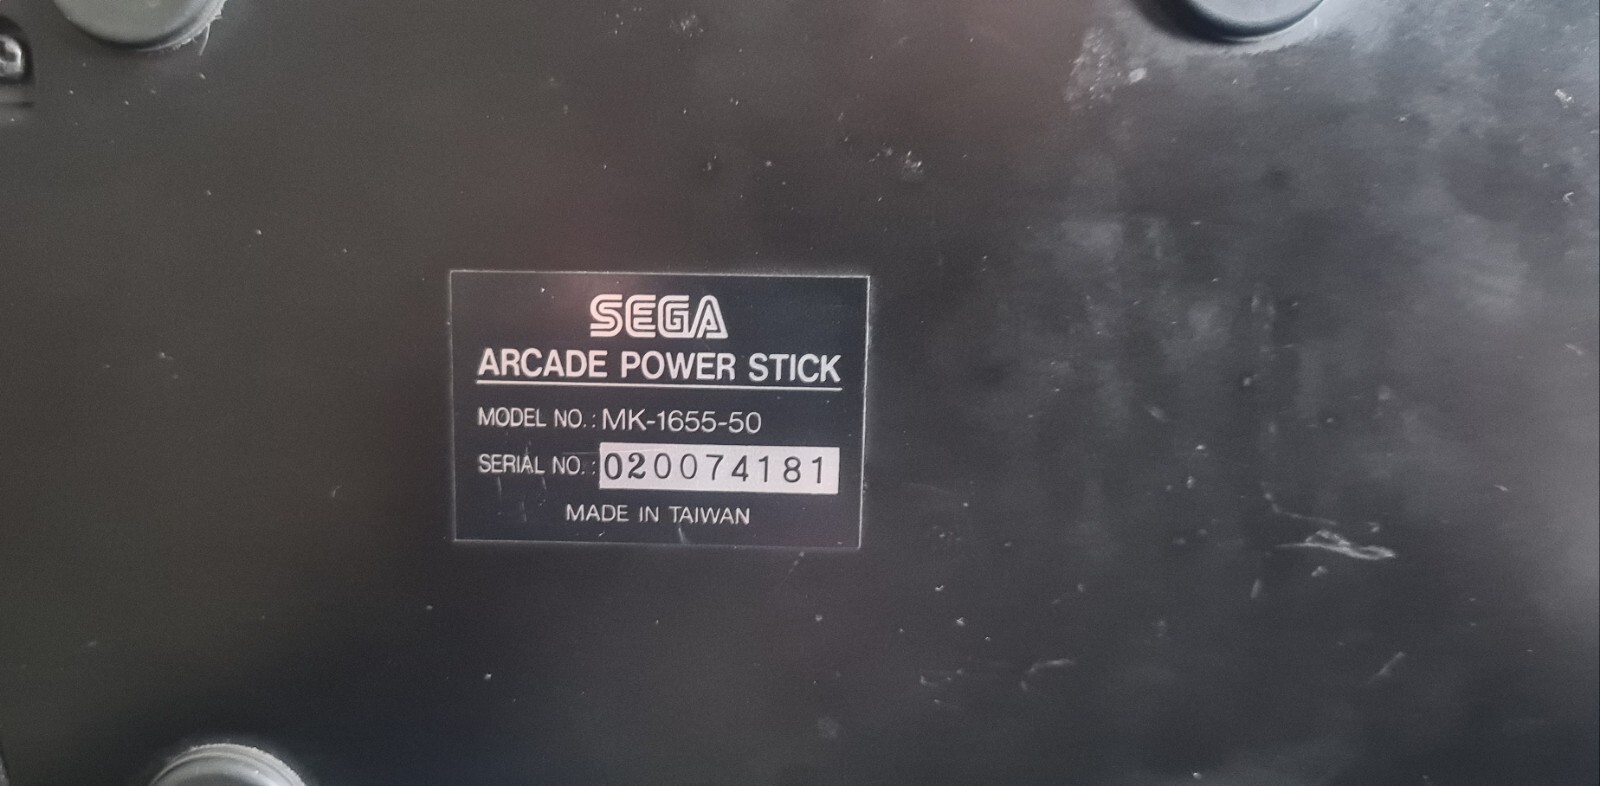 SEGA
ARCADE POWER STICK
MODEL NO.: MK-1655-50
SERIAL NO.: 020074181
MADE IN TAIWAN